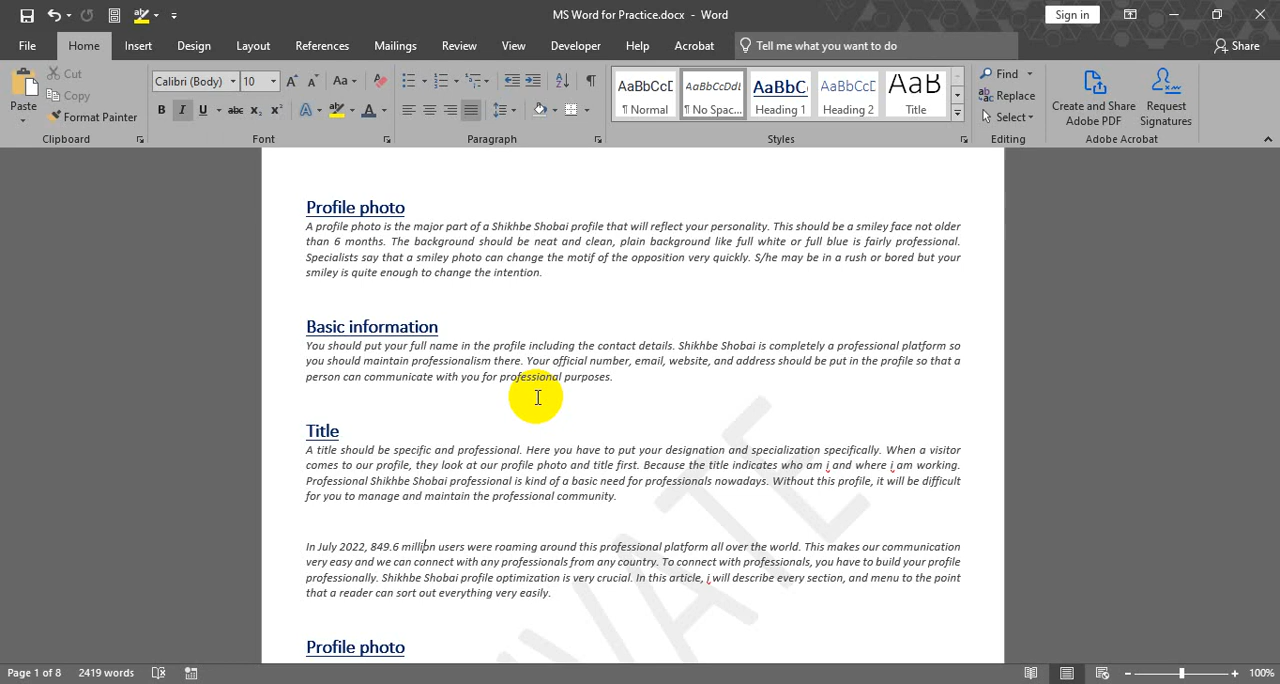 MS Word for Practice.docx - Word
Sign in
File Home Insert Design Layout References Mailings Review View Developer Help Acrobat Tell me what you want to do Share
Paste
Cut
Copy
Format Painter
Clipboard
Calibri (Body) 10
Font
Paragraph
AaBbCcD AaBbCcDd AaBbC AaBbCcD AaB
¶ Normal ¶ No Spac... Heading 1 Heading 2 Title
Styles
Find
Replace
Select
Editing
Create and Share Adobe PDF
Request Signatures
Adobe Acrobat
Profile photo
A profile photo is the major part of a Shikhbe Shobai profile that will reflect your personality. This should be a smiley face not older
than 6 months. The background should be neat and clean, plain background like full white or full blue is fairly professional.
Specialists say that a smiley photo can change the motif of the opposition very quickly. S/he may be in a rush or bored but your
smiley is quite enough to change the intention.
Basic information
You should put your full name in the profile including the contact details. Shikhbe Shobai is completely a professional platform so
you should maintain professionalism there. Your official number, email, website, and address should be put in the profile so that a
person can communicate with you for professional purposes.
Title
A title should be specific and professional. Here you have to put your designation and specialization specifically. When a visitor
comes to our profile, they look at our profile photo and title first. Because the title indicates who am i and where i am working.
Professional Shikhbe Shobai professional is kind of a basic need for professionals nowadays. Without this profile, it will be difficult
for you to manage and maintain the professional community.
In July 2022, 849.6 million users were roaming around this professional platform all over the world. This makes our communication
very easy and we can connect with any professionals from any country. To connect with professionals, you have to build your profile
professionally. Shikhbe Shobai profile optimization is very crucial. In this article, i will describe every section, and menu to the point
that a reader can sort out everything very easily.
Profile photo
Page 1 of 8 2419 words 100%